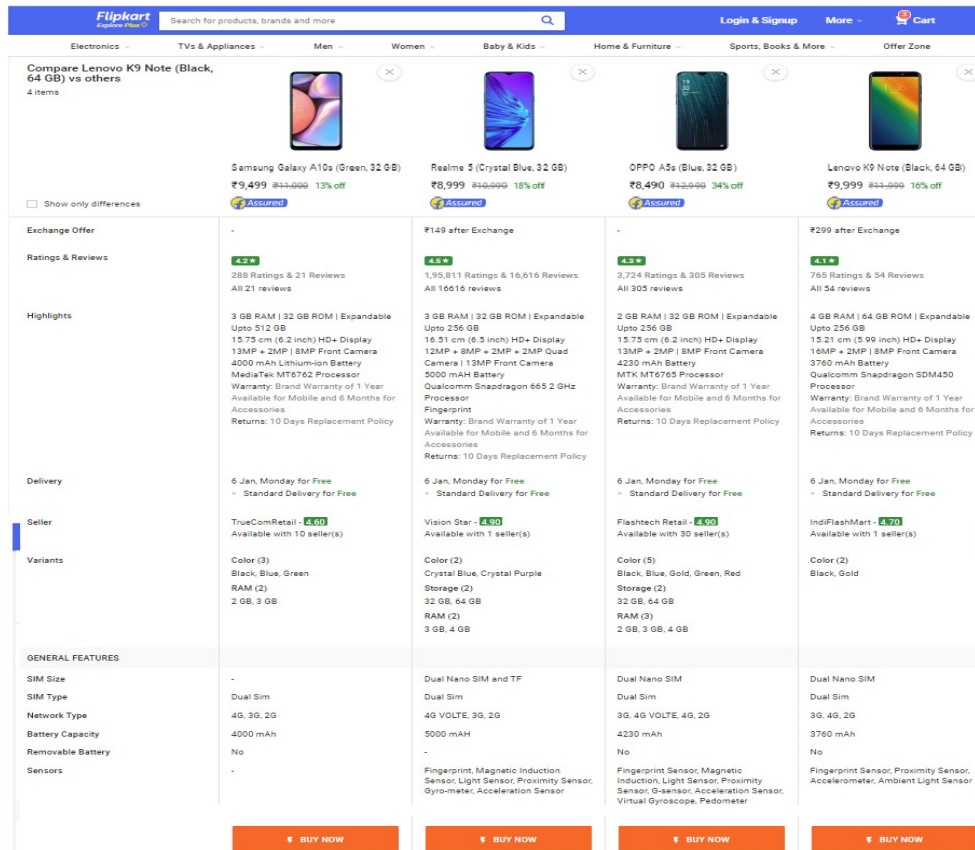 Flipkart
Explore Plus
Search for products, brands and more
Login & Signup
More
3
Cart
Electronics
TVs & Appliances
Men
Women
Baby & Kids
Home & Furniture
Sports, Books & More
Offer Zone
Compare Lenovo K9 Note (Black,
64 GB) vs others
4 items
Show only differences
Samsung Galaxy A10s (Green, 32 GB)
₹9,499 ₹11,000 13% off
Assured
Realme 5 (Crystal Blue, 32 GB)
₹8,999 ₹10,999 18% off
Assured
OPPO A5s (Blue, 32 GB)
₹8,490 ₹12,990 34% off
Assured
Lenovo K9 Note (Black, 64 GB)
₹9,999 ₹11,999 16% off
Assured
Exchange Offer
-
₹149 after Exchange
-
₹299 after Exchange
Ratings & Reviews
4.2 ★
288 Ratings & 21 Reviews
All 21 reviews
4.5 ★
1,95,811 Ratings & 16,616 Reviews
All 16616 reviews
4.3 ★
3,724 Ratings & 305 Reviews
All 305 reviews
4.1 ★
765 Ratings & 54 Reviews
All 54 reviews
Highlights
3 GB RAM | 32 GB ROM | Expandable
Upto 512 GB
15.75 cm (6.2 inch) HD+ Display
13MP + 2MP | 8MP Front Camera
4000 mAh Lithium-ion Battery
MediaTek MT6762 Processor
Warranty: Brand Warranty of 1 Year
Available for Mobile and 6 Months for
Accessories
Returns: 10 Days Replacement Policy
3 GB RAM | 32 GB ROM | Expandable
Upto 256 GB
16.51 cm (6.5 inch) HD+ Display
12MP + 8MP + 2MP + 2MP Quad
Camera | 13MP Front Camera
5000 mAH Battery
Qualcomm Snapdragon 665 2 GHz
Processor
Fingerprint
Warranty: Brand Warranty of 1 Year
Available for Mobile and 6 Months for
Accessories
Returns: 10 Days Replacement Policy
2 GB RAM | 32 GB ROM | Expandable
Upto 256 GB
15.75 cm (6.2 inch) HD+ Display
13MP + 2MP | 8MP Front Camera
4230 mAh Battery
MTK MT6765 Processor
Warranty: Brand Warranty of 1 Year
Available for Mobile and 6 Months for
Accessories
Returns: 10 Days Replacement Policy
4 GB RAM | 64 GB ROM | Expandable
Upto 256 GB
15.21 cm (5.99 inch) HD+ Display
16MP + 2MP | 8MP Front Camera
3760 mAh Battery
Qualcomm Snapdragon SDM450
Processor
Warranty: Brand Warranty of 1 Year
Available for Mobile and 6 Months for
Accessories
Returns: 10 Days Replacement Policy
Delivery
6 Jan, Monday for Free
Standard Delivery for Free
6 Jan, Monday for Free
Standard Delivery for Free
6 Jan, Monday for Free
Standard Delivery for Free
6 Jan, Monday for Free
Standard Delivery for Free
Seller
TrueComRetail - 4.60
Available with 10 seller(s)
Vision Star - 4.90
Available with 1 seller(s)
Flashtech Retail - 4.90
Available with 30 seller(s)
IndiFlashMart - 4.70
Available with 1 seller(s)
Variants
Color (3)
Black, Blue, Green
RAM (2)
2 GB, 3 GB
Color (2)
Crystal Blue, Crystal Purple
Storage (2)
32 GB, 64 GB
RAM (2)
3 GB, 4 GB
Color (5)
Black, Blue, Gold, Green, Red
Storage (2)
32 GB, 64 GB
RAM (3)
2 GB, 3 GB, 4 GB
Color (2)
Black, Gold
GENERAL FEATURES
SIM Size
-
Dual Nano SIM and TF
Dual Nano SIM
Dual Nano SIM
SIM Type
Dual Sim
Dual Sim
Dual Sim
Dual Sim
Network Type
4G, 3G, 2G
4G VOLTE, 3G, 2G
3G, 4G VOLTE, 4G, 2G
3G, 4G, 2G
Battery Capacity
4000 mAh
5000 mAH
4230 mAh
3760 mAh
Removable Battery
No
-
No
No
Sensors
-
Fingerprint, Magnetic Induction
Sensor, Light Sensor, Proximity Sensor,
Gyro-meter, Acceleration Sensor
Fingerprint Sensor, Magnetic
Induction, Light Sensor, Proximity
Sensor, G-sensor, Acceleration Sensor,
Virtual Gyroscope, Pedometer
Fingerprint Sensor, Proximity Sensor,
Accelerometer, Ambient Light Sensor
BUY NOW
BUY NOW
BUY NOW
BUY NOW